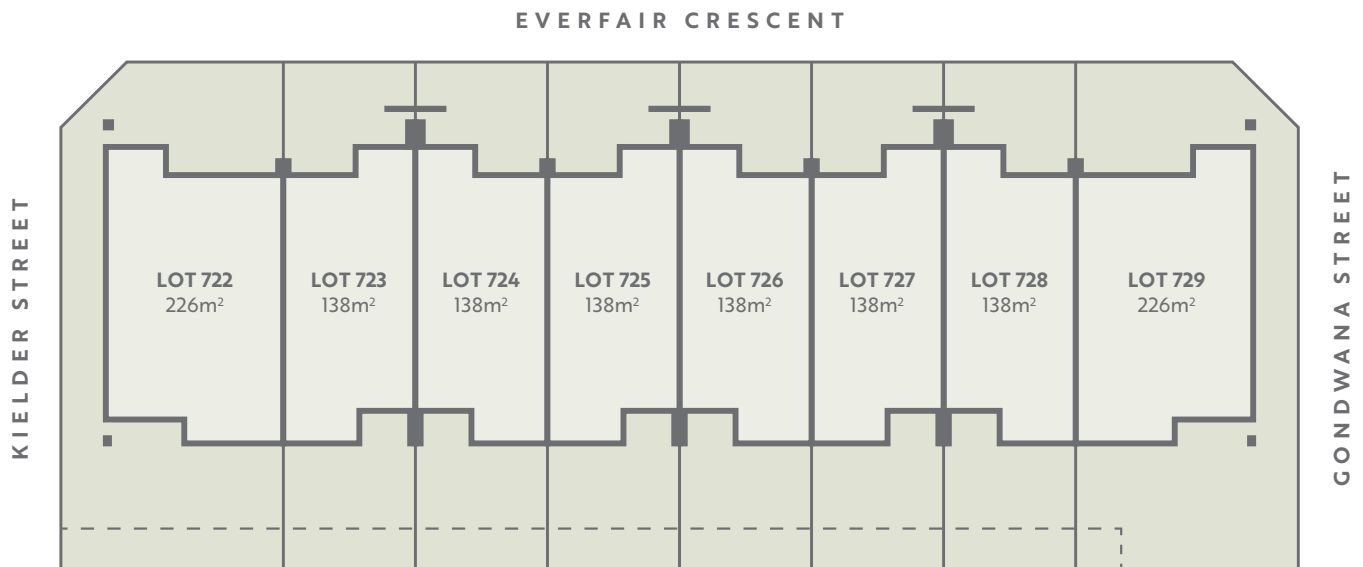 EVERFAIR CRESCENT
KIELDER STREET
LOT 722
226m²
LOT 723
138m²
LOT 724
138m²
LOT 725
138m²
LOT 726
138m²
LOT 727
138m²
LOT 728
138m²
LOT 729
226m²
GONDWANA STREET